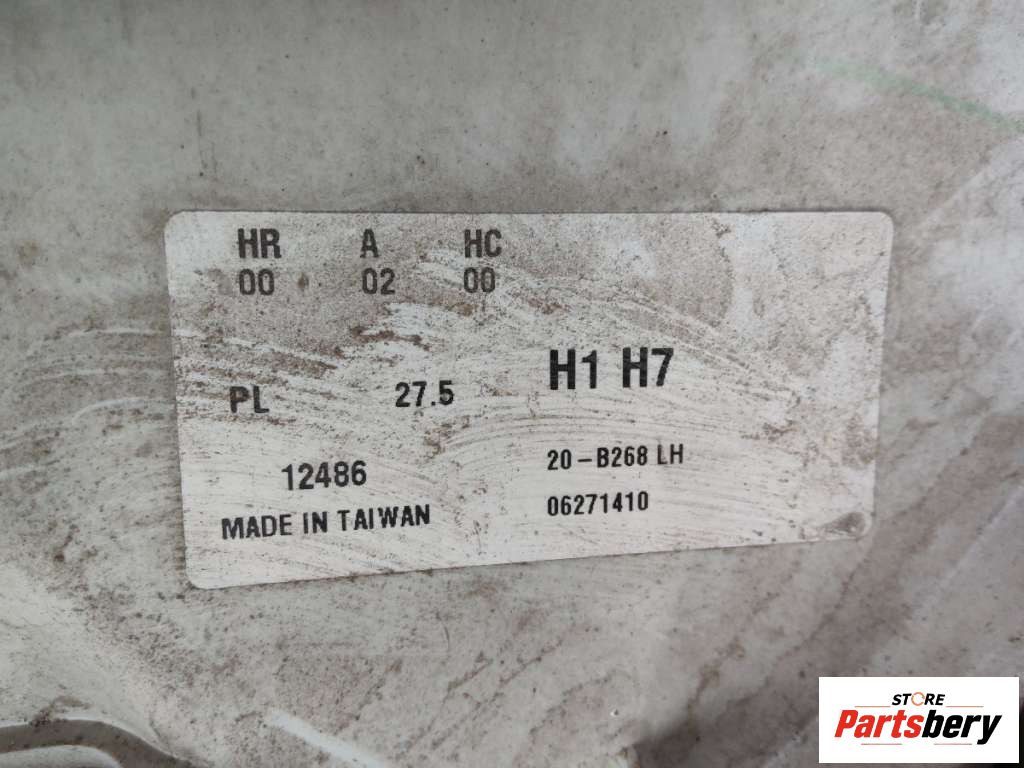 HR A HC
00 02 00
PL 27.5 H1 H7
12486 20-B268 LH
MADE IN TAIWAN 06271410
STORE
Partsbery